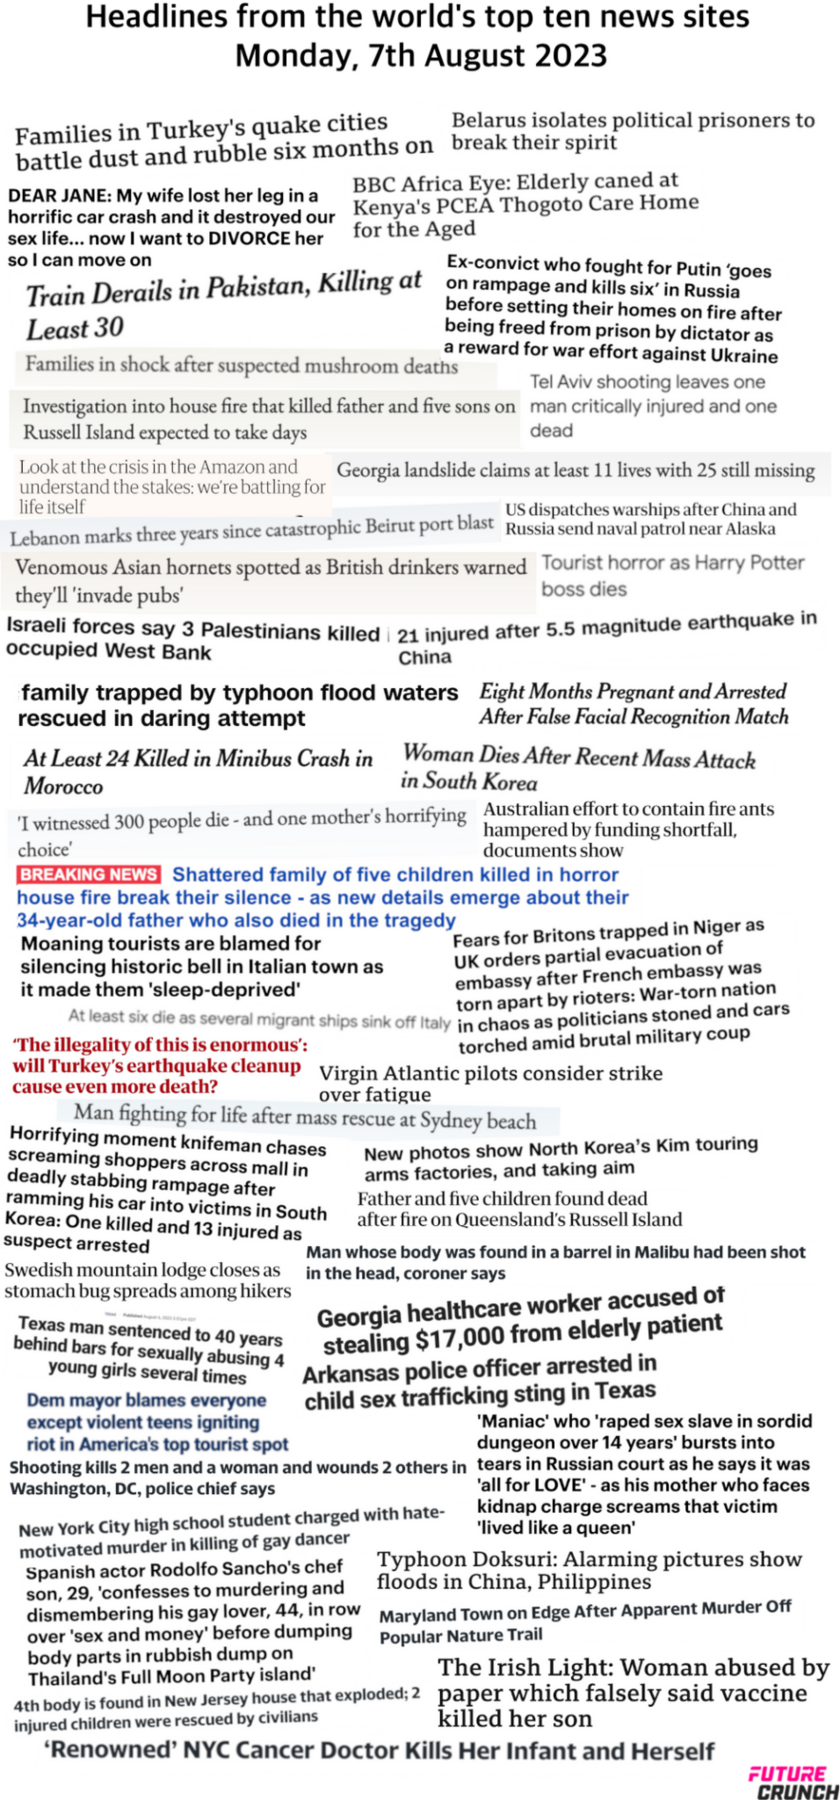 Headlines from the world's top ten news sites
Monday, 7th August 2023
Families in Turkey's quake cities
battle dust and rubble six months on
Belarus isolates political prisoners to
break their spirit
DEAR JANE: My wife lost her leg in a
horrific car crash and it destroyed our
sex life... now I want to DIVORCE her
so I can move on
BBC Africa Eye: Elderly caned at
Kenya's PCEA Thogoto Care Home
for the Aged
Train Derails in Pakistan, Killing at
Least 30
Ex-convict who fought for Putin 'goes
on rampage and kills six' in Russia
before setting their homes on fire after
being freed from prison by dictator as
a reward for war effort against Ukraine
Families in shock after suspected mushroom deaths
Tel Aviv shooting leaves one
man critically injured and one
dead
Investigation into house fire that killed father and five sons on
Russell Island expected to take days
Look at the crisis in the Amazon and
understand the stakes: we're battling for
life itself
Georgia landslide claims at least 11 lives with 25 still missing
Lebanon marks three years since catastrophic Beirut port blast
US dispatches warships after China and
Russia send naval patrol near Alaska
Venomous Asian hornets spotted as British drinkers warned
they'll 'invade pubs'
Tourist horror as Harry Potter
boss dies
Israeli forces say 3 Palestinians killed i
occupied West Bank
21 injured after 5.5 magnitude earthquake in
China
family trapped by typhoon flood waters
rescued in daring attempt
Eight Months Pregnant and Arrested
After False Facial Recognition Match
At Least 24 Killed in Minibus Crash in
Morocco
Woman Dies After Recent Mass Attack
in South Korea
'I witnessed 300 people die - and one mother's horrifying
choice'
Australian effort to contain fire ants
hampered by funding shortfall,
documents show
BREAKING NEWS Shattered family of five children killed in horror
house fire break their silence - as new details emerge about their
34-year-old father who also died in the tragedy
Moaning tourists are blamed for
silencing historic bell in Italian town as
it made them 'sleep-deprived'
Fears for Britons trapped in Niger as
UK orders partial evacuation of
embassy after French embassy was
torn apart by rioters: War-torn nation
in chaos as politicians stoned and cars
torched amid brutal military coup
At least six die as several migrant ships sink off Italy
'The illegality of this is enormous':
will Turkey's earthquake cleanup
cause even more death?
Virgin Atlantic pilots consider strike
over fatigue
Man fighting for life after mass rescue at Sydney beach
Horrifying moment knifeman chases
screaming shoppers across mall in
deadly stabbing rampage after
ramming his car into victims in South
Korea: One killed and 13 injured as
suspect arrested
New photos show North Korea's Kim touring
arms factories, and taking aim
Father and five children found dead
after fire on Queensland's Russell Island
Man whose body was found in a barrel in Malibu had been shot
in the head, coroner says
Swedish mountain lodge closes as
stomach bug spreads among hikers
Georgia healthcare worker accused of
stealing $17,000 from elderly patient
Texas man sentenced to 40 years
behind bars for sexually abusing 4
young girls several times
Arkansas police officer arrested in
child sex trafficking sting in Texas
Dem mayor blames everyone
except violent teens igniting
riot in America's top tourist spot
'Maniac' who 'raped sex slave in sordid
dungeon over 14 years' bursts into
tears in Russian court as he says it was
'all for LOVE' - as his mother who faces
kidnap charge screams that victim
'lived like a queen'
Shooting kills 2 men and a woman and wounds 2 others in
Washington, DC, police chief says
New York City high school student charged with hate-
motivated murder in killing of gay dancer
Spanish actor Rodolfo Sancho's chef
son, 29, 'confesses to murdering and
dismembering his gay lover, 44, in row
over 'sex and money' before dumping
body parts in rubbish dump on
Thailand's Full Moon Party island'
Typhoon Doksuri: Alarming pictures show
floods in China, Philippines
Maryland Town on Edge After Apparent Murder Off
Popular Nature Trail
The Irish Light: Woman abused by
paper which falsely said vaccine
killed her son
4th body is found in New Jersey house that exploded; 2
injured children were rescued by civilians
'Renowned' NYC Cancer Doctor Kills Her Infant and Herself
FUTURE
CRUNCH